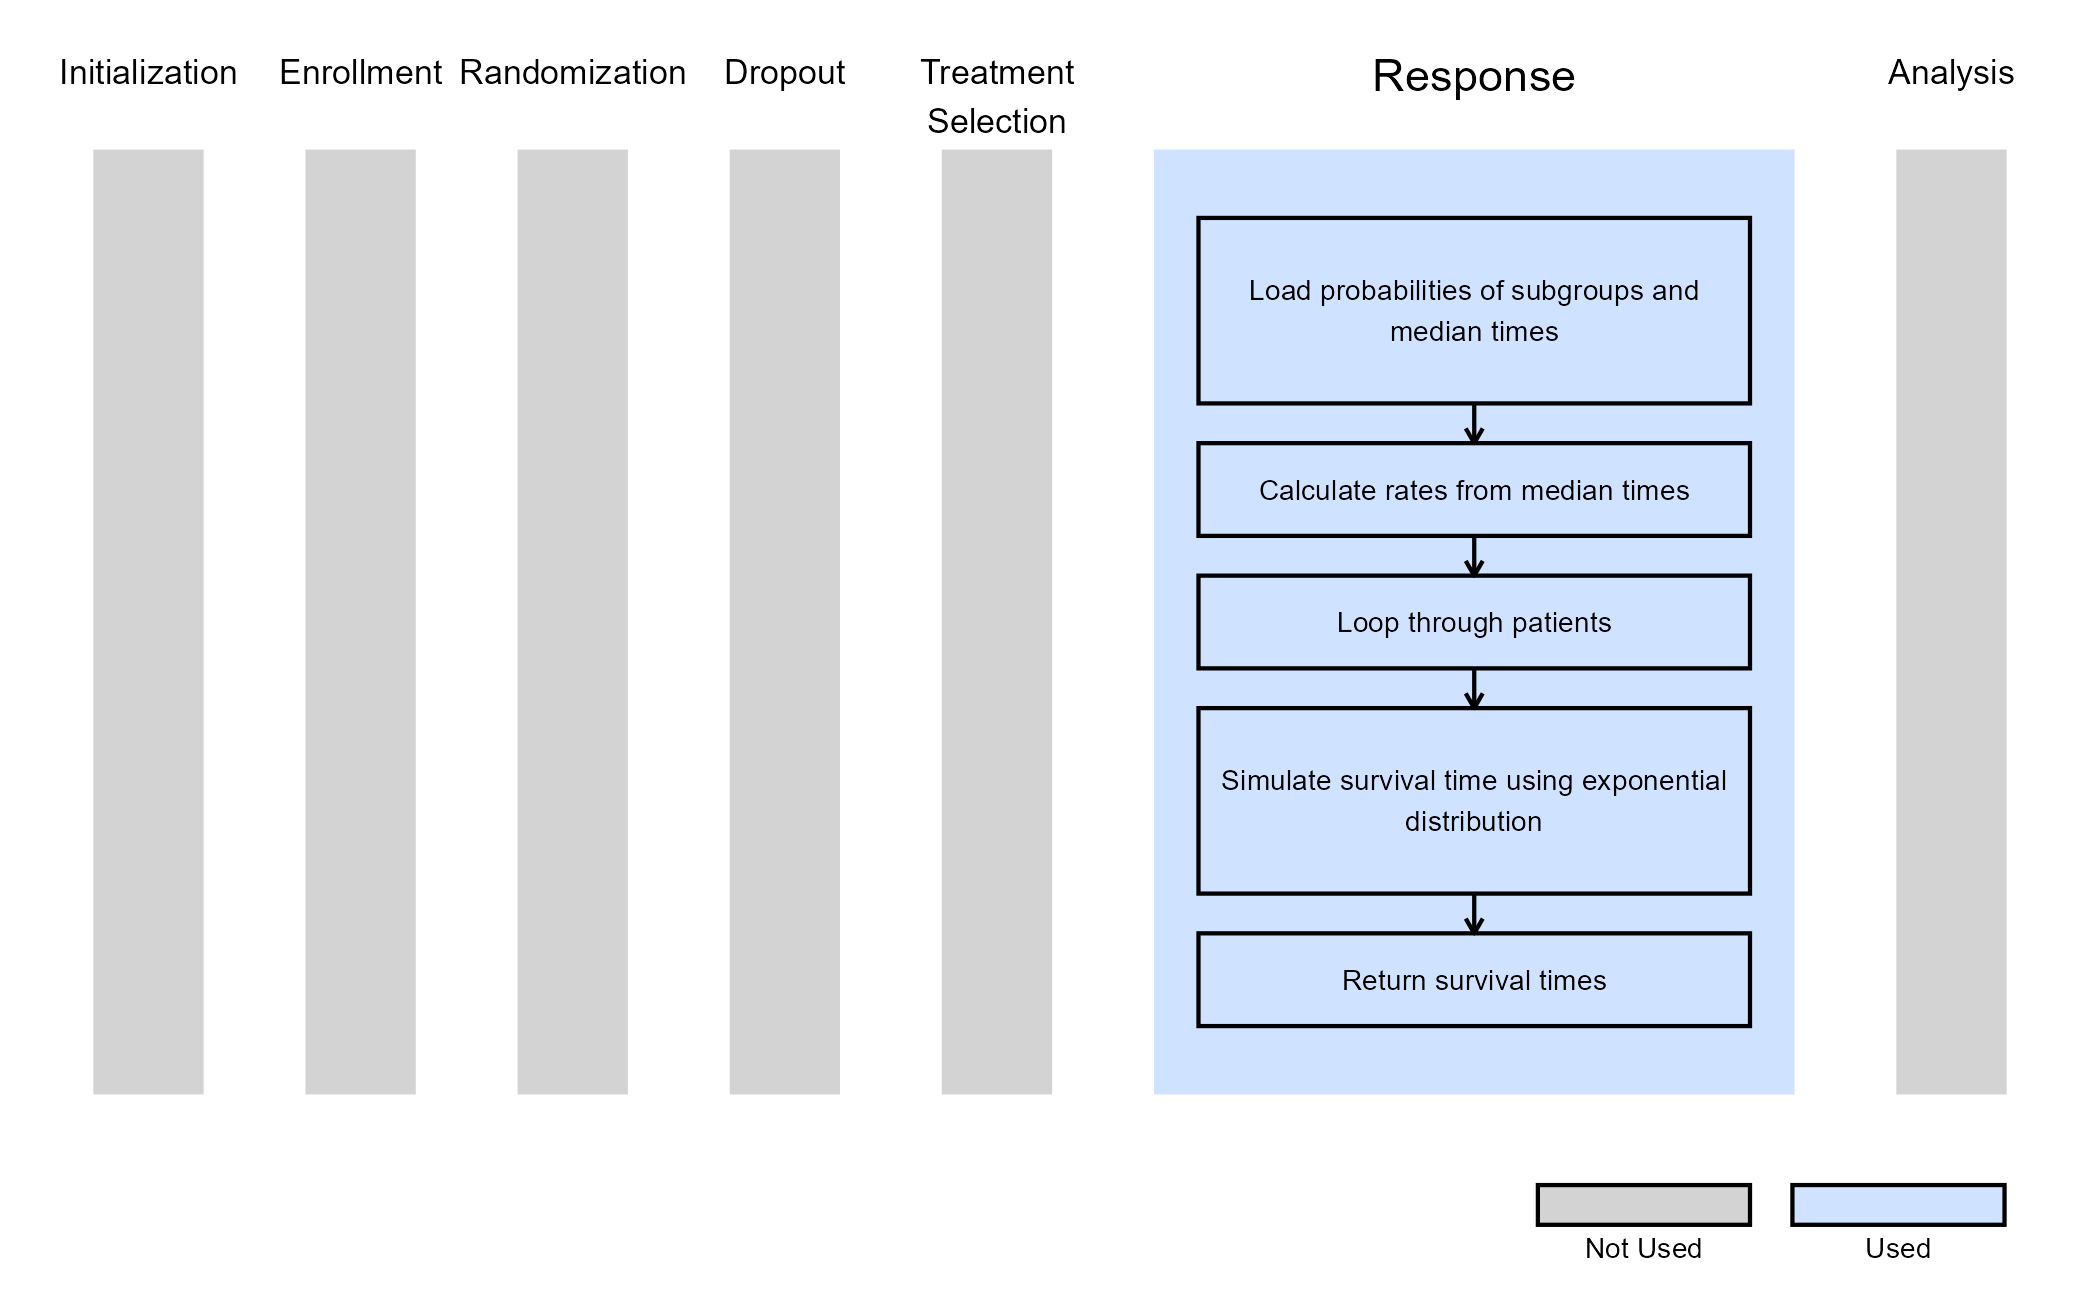 Initialization
Enrollment
Randomization
Dropout
Treatment
Selection
Response
Analysis
Load probabilities of subgroups and
median times
Calculate rates from median times
Loop through patients
Simulate survival time using exponential
distribution
Return survival times
Not Used
Used